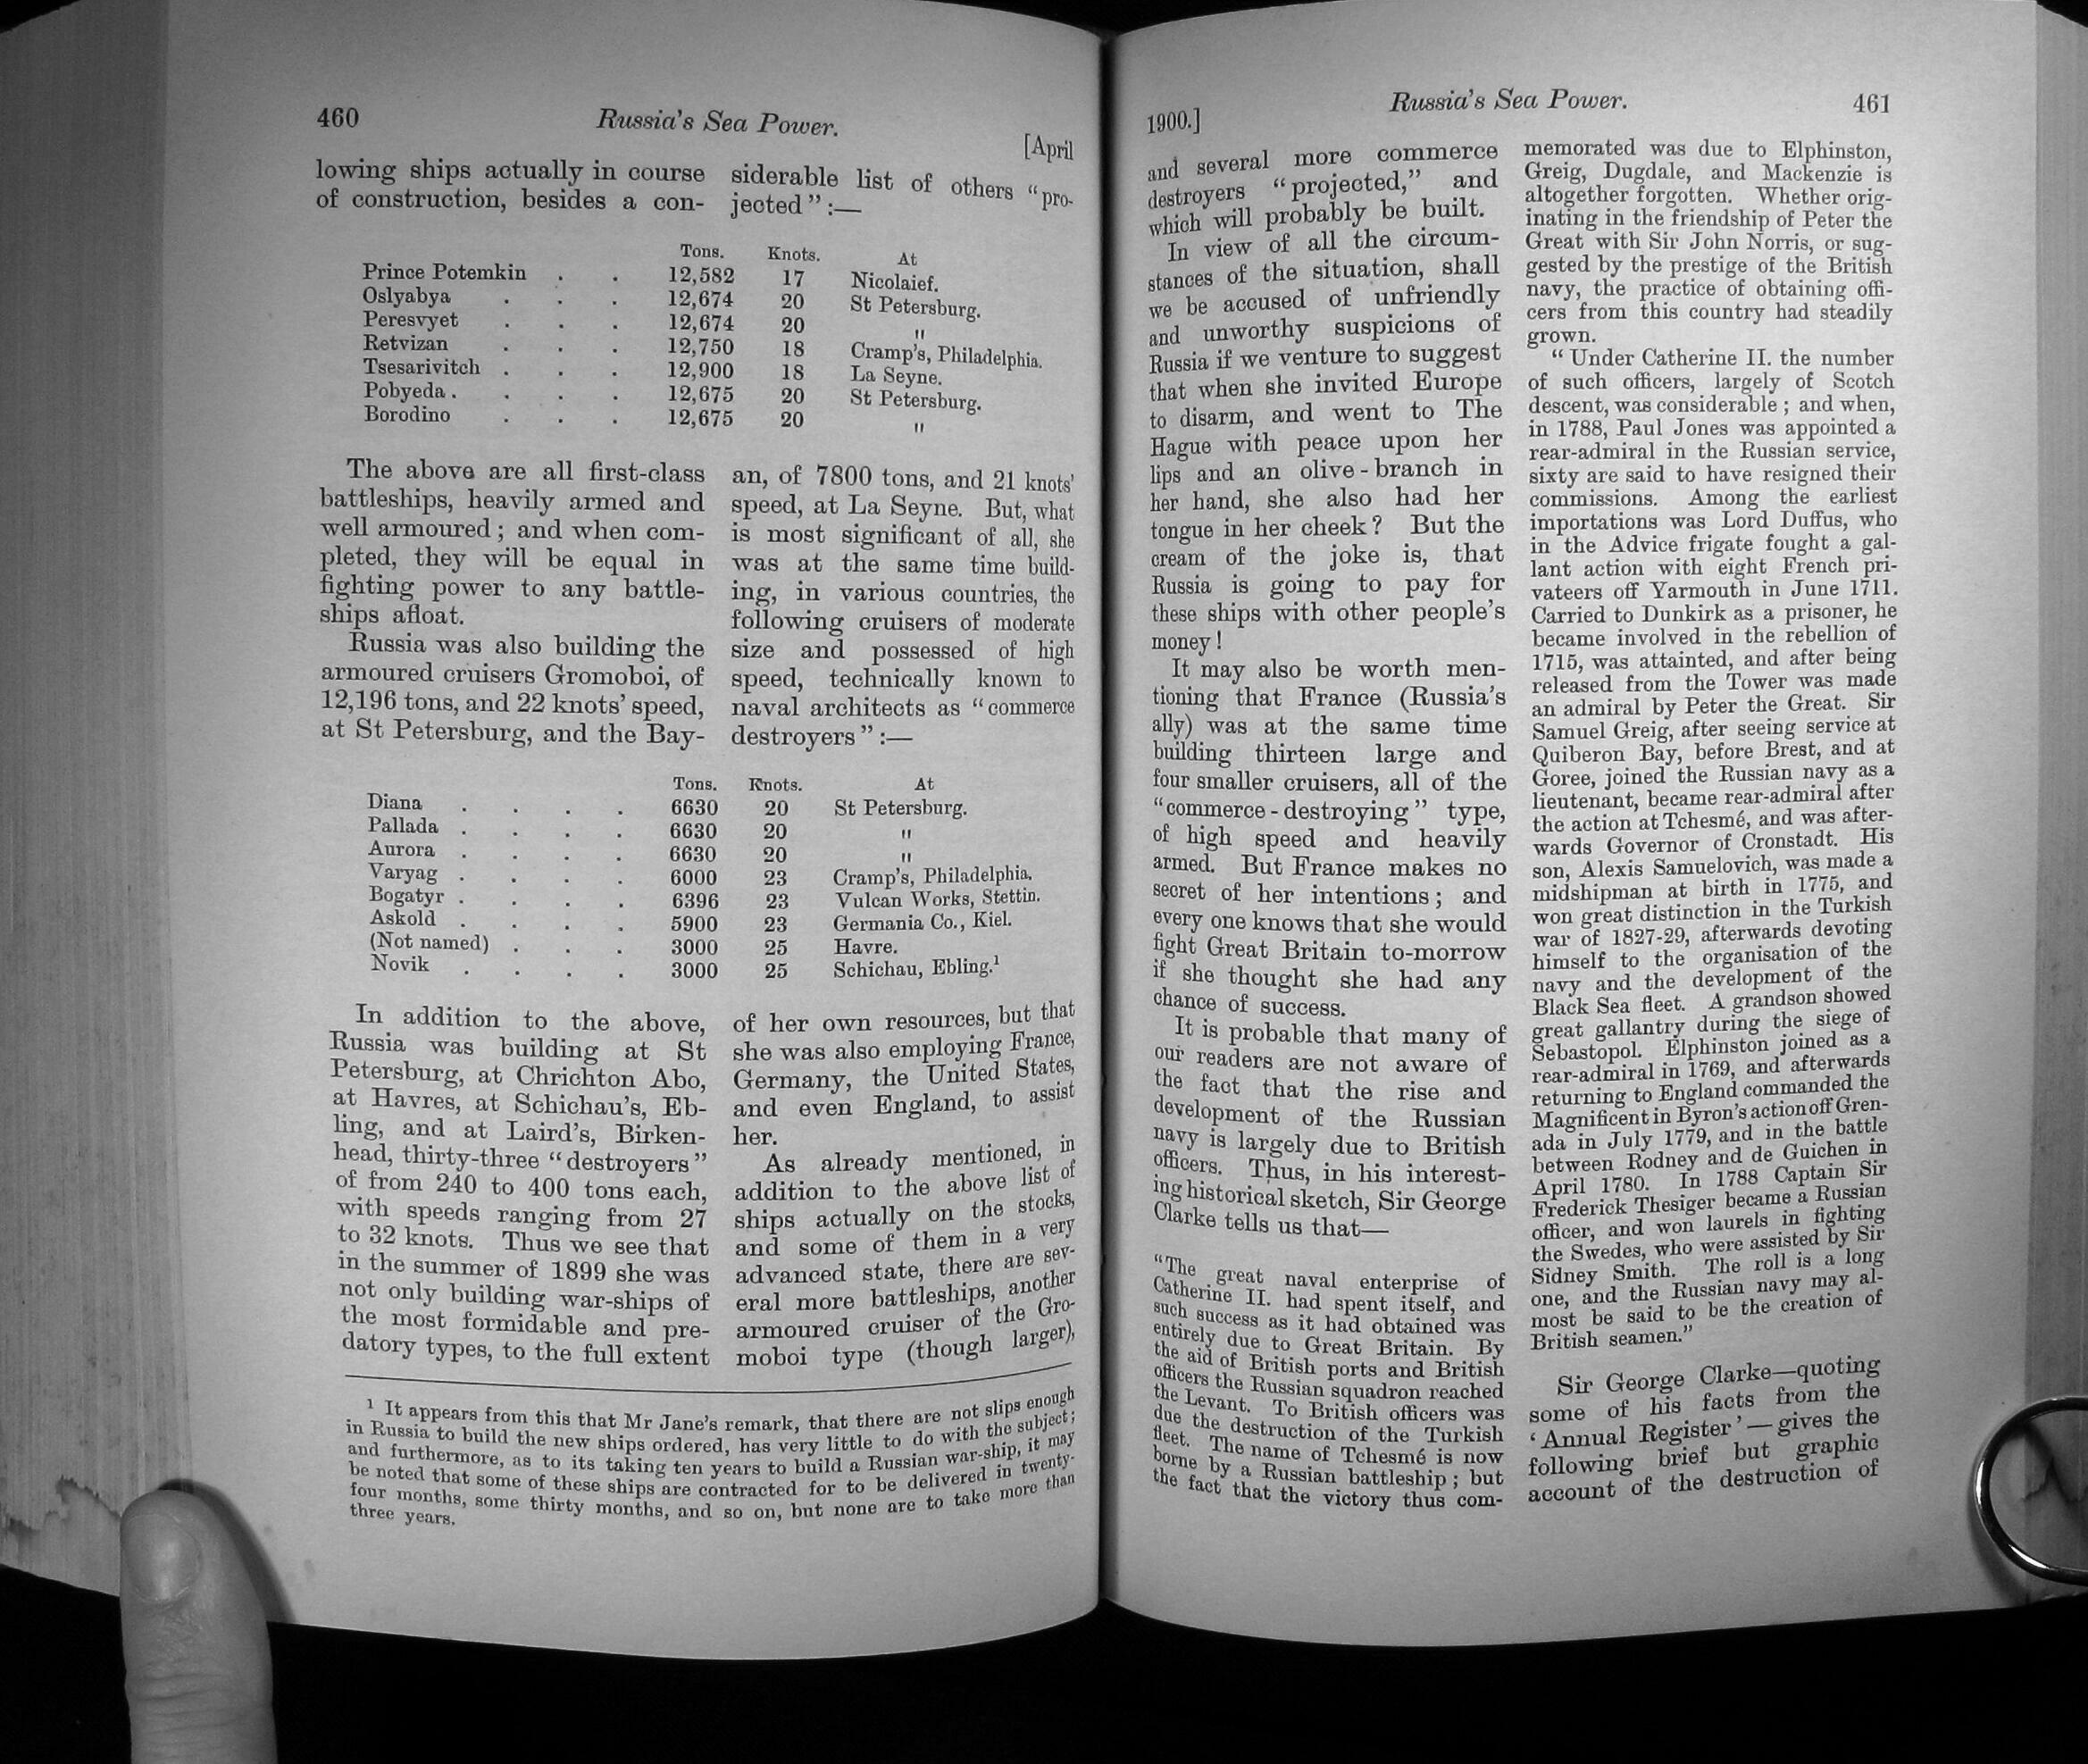 460
Russia's Sea Power.
[April
lowing ships actually in course
of construction, besides a con-
siderable list of others "pro-
jected":—
Tons. Knots. At
Prince Potemkin . . 12,582 17 Nicolaief.
Oslyabya . . . 12,674 20 St Petersburg.
Peresvyet . . . 12,674 20 "
Retvizan . . . 12,750 18 Cramp's, Philadelphia.
Tsesarivitch . . . 12,900 18 La Seyne.
Pobyeda . . . . 12,675 20 St Petersburg.
Borodino . . . 12,675 20 "
The above are all first-class
battleships, heavily armed and
well armoured; and when com-
pleted, they will be equal in
fighting power to any battle-
ships afloat.
Russia was also building the
armoured cruisers Gromoboi, of
12,196 tons, and 22 knots' speed,
at St Petersburg, and the Bay-
an, of 7800 tons, and 21 knots'
speed, at La Seyne. But, what
is most significant of all, she
was at the same time build-
ing, in various countries, the
following cruisers of moderate
size and possessed of high
speed, technically known to
naval architects as "commerce
destroyers":—
Tons. Knots. At
Diana . . . . 6630 20 St Petersburg.
Pallada . . . . 6630 20 "
Aurora . . . . 6630 20 "
Varyag . . . . 6000 23 Cramp's, Philadelphia.
Bogatyr . . . . 6396 23 Vulcan Works, Stettin.
Askold . . . . 5900 23 Germania Co., Kiel.
(Not named) . . . 3000 25 Havre.
Novik . . . . 3000 25 Schichau, Ebling.1
In addition to the above,
Russia was building at St
Petersburg, at Chrichton Abo,
at Havres, at Schichau's, Eb-
ling, and at Laird's, Birken-
head, thirty-three "destroyers"
of from 240 to 400 tons each,
with speeds ranging from 27
to 32 knots. Thus we see that
in the summer of 1899 she was
not only building war-ships of
the most formidable and pre-
datory types, to the full extent
of her own resources, but that
she was also employing France,
Germany, the United States,
and even England, to assist
her.
As already mentioned, in
addition to the above list of
ships actually on the stocks,
and some of them in a very
advanced state, there are sev-
eral more battleships, another
armoured cruiser of the Gro-
moboi type (though larger),
1 It appears from this that Mr Jane's remark, that there are not slips enough
in Russia to build the new ships ordered, has very little to do with the subject;
and furthermore, as to its taking ten years to build a Russian war-ship, it may
be noted that some of these ships are contracted for to be delivered in twenty-
four months, some thirty months, and so on, but none are to take more than
three years.
1900.]
Russia's Sea Power.
461
and several more commerce
destroyers "projected," and
which will probably be built.
In view of all the circum-
stances of the situation, shall
we be accused of unfriendly
and unworthy suspicions of
Russia if we venture to suggest
that when she invited Europe
to disarm, and went to The
Hague with peace upon her
lips and an olive-branch in
her hand, she also had her
tongue in her cheek? But the
cream of the joke is, that
Russia is going to pay for
these ships with other people's
money!
It may also be worth men-
tioning that France (Russia's
ally) was at the same time
building thirteen large and
four smaller cruisers, all of the
"commerce-destroying" type,
of high speed and heavily
armed. But France makes no
secret of her intentions; and
every one knows that she would
fight Great Britain to-morrow
if she thought she had any
chance of success.
It is probable that many of
our readers are not aware of
the fact that the rise and
development of the Russian
navy is largely due to British
officers. Thus, in his interest-
ing historical sketch, Sir George
Clarke tells us that—
"The great naval enterprise of
Catherine II. had spent itself, and
such success as it had obtained was
entirely due to Great Britain. By
the aid of British ports and British
officers the Russian squadron reached
the Levant. To British officers was
due the destruction of the Turkish
fleet. The name of Tchesmé is now
borne by a Russian battleship; but
the fact that the victory thus com-
memorated was due to Elphinston,
Greig, Dugdale, and Mackenzie is
altogether forgotten. Whether orig-
inating in the friendship of Peter the
Great with Sir John Norris, or sug-
gested by the prestige of the British
navy, the practice of obtaining offi-
cers from this country had steadily
grown.
"Under Catherine II. the number
of such officers, largely of Scotch
descent, was considerable; and when,
in 1788, Paul Jones was appointed a
rear-admiral in the Russian service,
sixty are said to have resigned their
commissions. Among the earliest
importations was Lord Duffus, who
in the Advice frigate fought a gal-
lant action with eight French pri-
vateers off Yarmouth in June 1711.
Carried to Dunkirk as a prisoner, he
became involved in the rebellion of
1715, was attainted, and after being
released from the Tower was made
an admiral by Peter the Great. Sir
Samuel Greig, after seeing service at
Quiberon Bay, before Brest, and at
Goree, joined the Russian navy as a
lieutenant, became rear-admiral after
the action at Tchesmé, and was after-
wards Governor of Cronstadt. His
son, Alexis Samuelovich, was made a
midshipman at birth in 1775, and
won great distinction in the Turkish
war of 1827-29, afterwards devoting
himself to the organisation of the
navy and the development of the
Black Sea fleet. A grandson showed
great gallantry during the siege of
Sebastopol. Elphinston joined as a
rear-admiral in 1769, and afterwards
returning to England commanded the
Magnificent in Byron's action off Gren-
ada in July 1779, and in the battle
between Rodney and de Guichen in
April 1780. In 1788 Captain Sir
Frederick Thesiger became a Russian
officer, and won laurels in fighting
the Swedes, who were assisted by Sir
Sidney Smith. The roll is a long
one, and the Russian navy may al-
most be said to be the creation of
British seamen."
Sir George Clarke—quoting
some of his facts from the
'Annual Register'—gives the
following brief but graphic
account of the destruction of